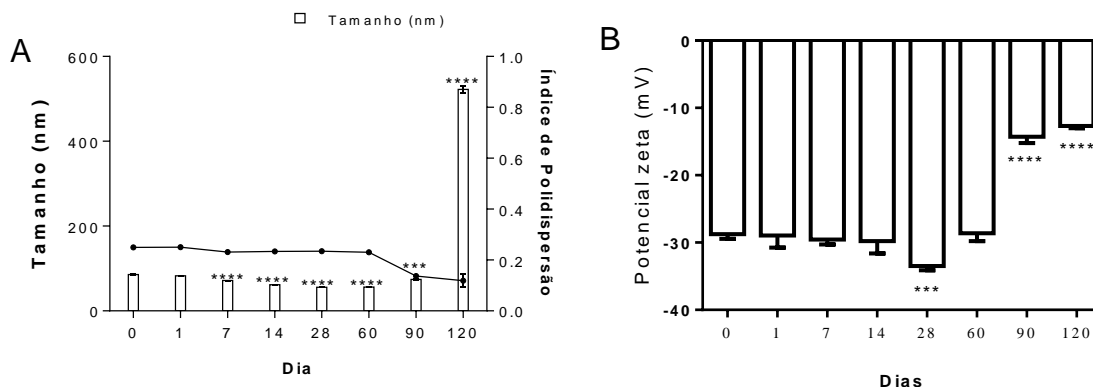 Tamanho (nm)
A
Tamanho (nm)
600
400
200
0
1.0
0.8
0.6
0.4
0.2
0.0
Índice de Polidispersão
****
****
****
****
***
****
0 1 7 14 28 60 90 120
Dia
B
Potencial zeta (mV)
0
-10
-20
-30
-40
***
****
****
0 1 7 14 28 60 90 120
Dias